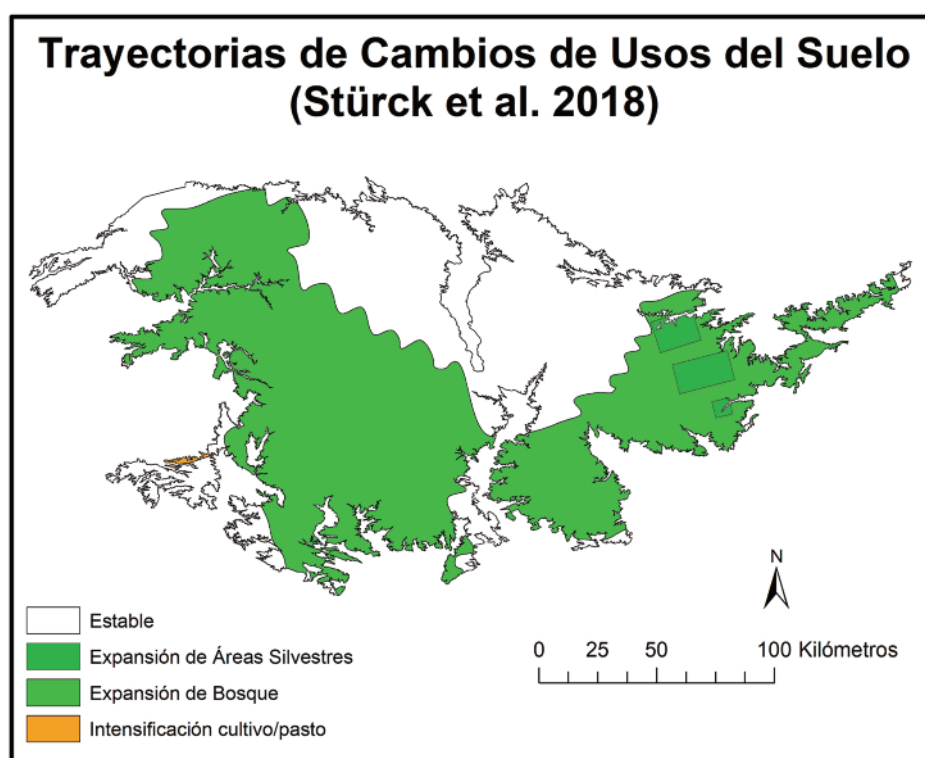 Trayectorias de Cambios de Usos del Suelo
(Stürck et al. 2018)
N
0 25 50 100 Kilómetros
Estable
Expansión de Áreas Silvestres
Expansión de Bosque
Intensificación cultivo/pasto